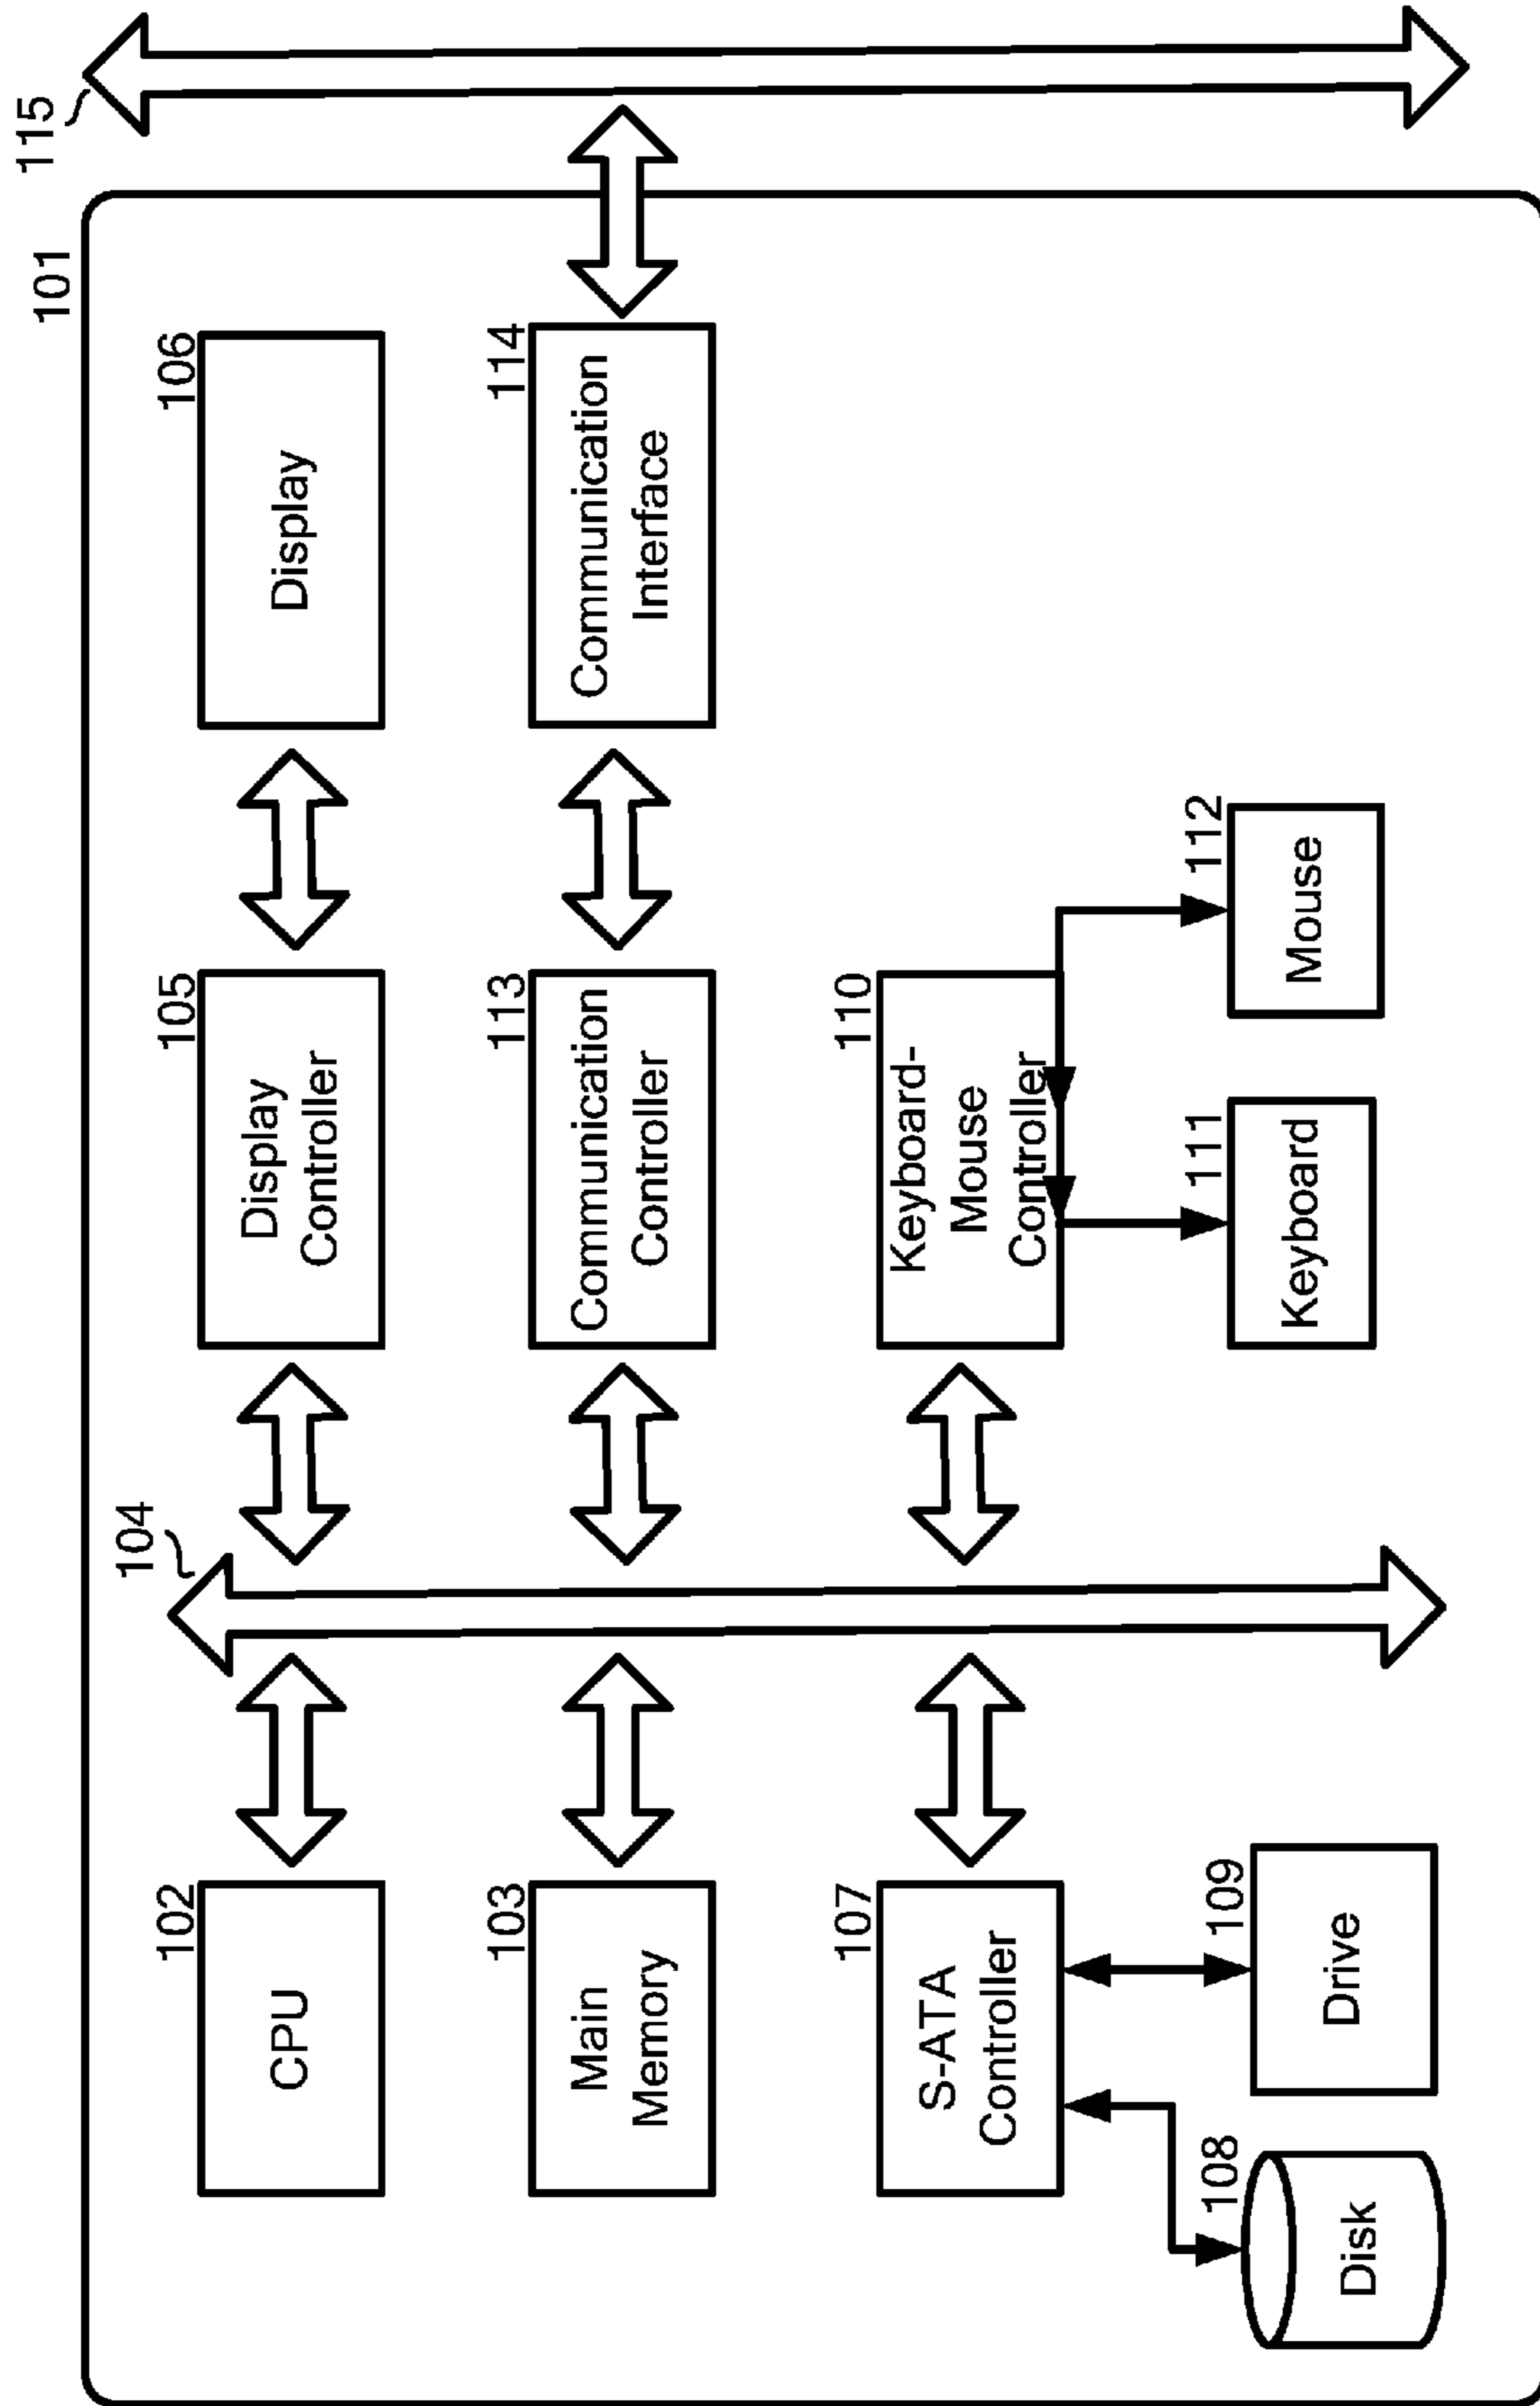 101
115
102
CPU
104
105
Display
Controller
106
Display
103
Main
Memory
113
Communication
Controller
114
Communication
Interface
107
S-ATA
Controller
110
Keyboard-
Mouse
Controller
108
Disk
109
Drive
111
Keyboard
112
Mouse